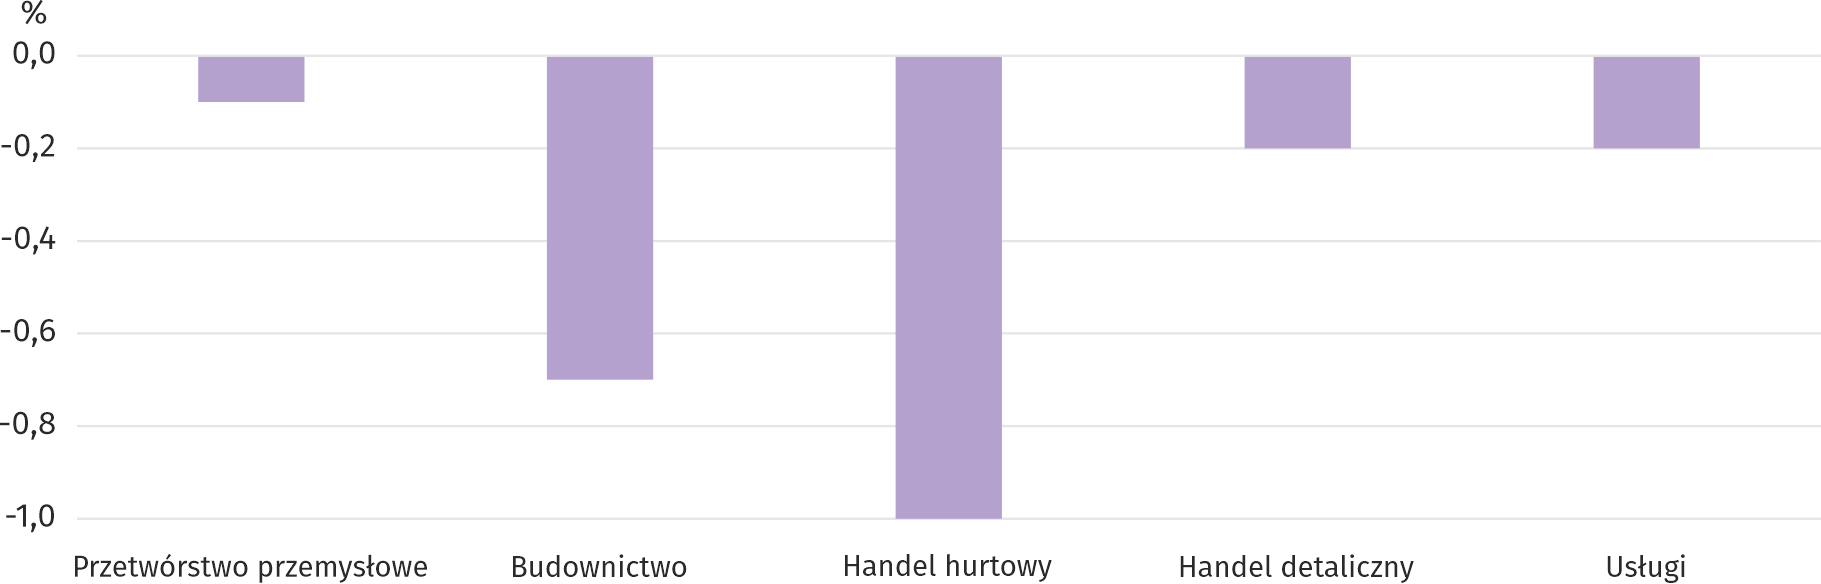 %
0,0
-0,2
-0,4
-0,6
-0,8
-1,0
Przetwórstwo przemysłowe
Budownictwo
Handel hurtowy
Handel detaliczny
Usługi